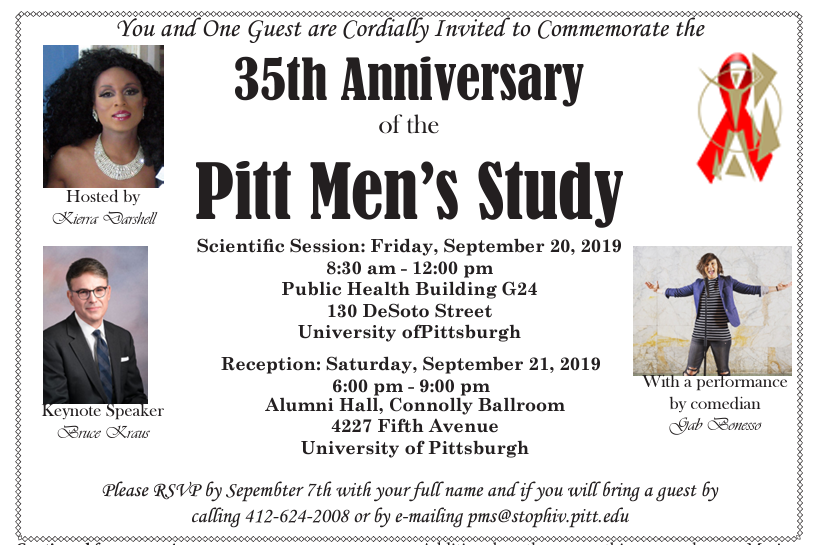 You and One Guest are Cordially Invited to Commemorate the
35th Anniversary
of the
Pitt Men's Study
Hosted by
Kierra Darshell
Scientific Session: Friday, September 20, 2019
8:30 am - 12:00 pm
Public Health Building G24
130 DeSoto Street
University ofPittsburgh
Reception: Saturday, September 21, 2019
6:00 pm - 9:00 pm
Alumni Hall, Connolly Ballroom
4227 Fifth Avenue
University of Pittsburgh
Keynote Speaker
Bruce Kraus
With a performance
by comedian
Gab Bonesso
Please RSVP by Sepembter 7th with your full name and if you will bring a guest by
calling 412-624-2008 or by e-mailing pms@stophiv.pitt.edu